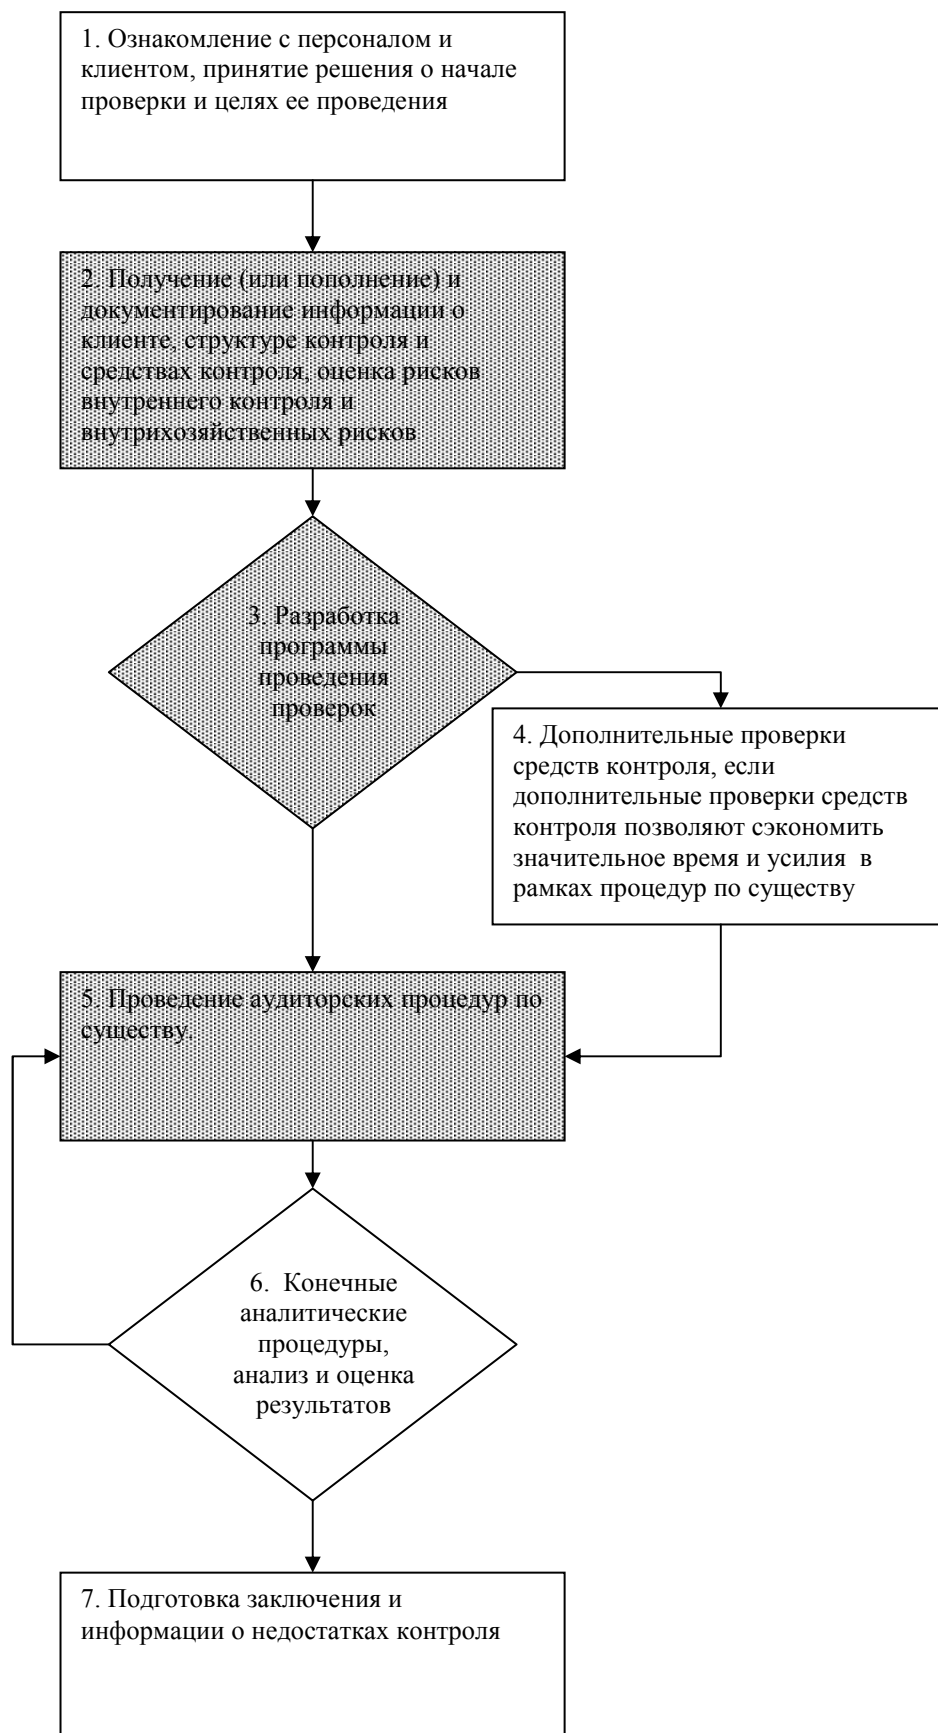 1. Ознакомление с персоналом и
клиентом, принятие решения о начале
проверки и целях ее проведения
2. Получение (или пополнение) и
документирование информации о
клиенте, структуре контроля и
средствах контроля, оценка рисков
внутреннего контроля и
внутрихозяйственных рисков
3. Разработка
программы
проведения
проверок
4. Дополнительные проверки
средств контроля, если
дополнительные проверки средств
контроля позволяют сэкономить
значительное время и усилия  в
рамках процедур по существу
5. Проведение аудиторских процедур по
существу.
6.  Конечные
аналитические
процедуры,
анализ и оценка
результатов
7. Подготовка заключения и
информации о недостатках контроля